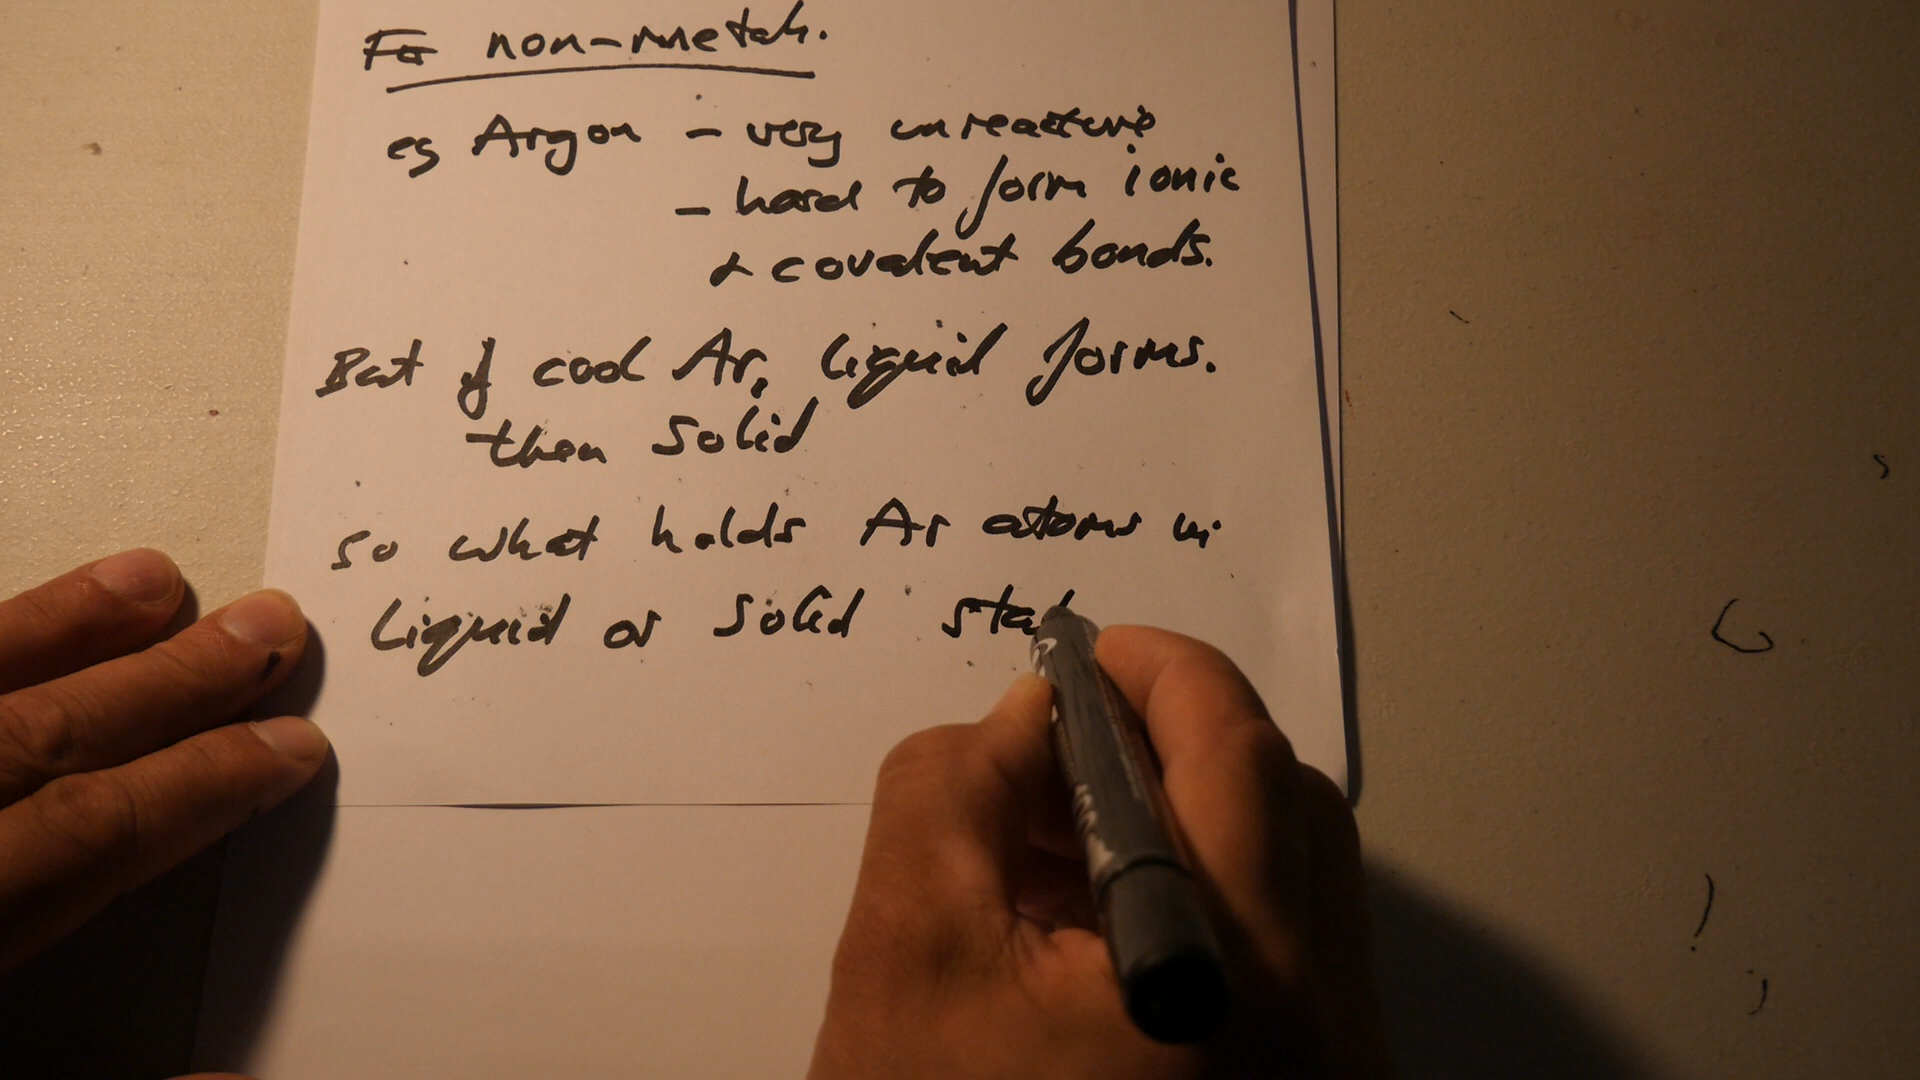 For non-metals.
eg Argon - very unreactive
- hard to form ionic
& covalent bonds.
But if cool Ar, liquid forms.
then solid
So what holds Ar atoms in
liquid or solid sta